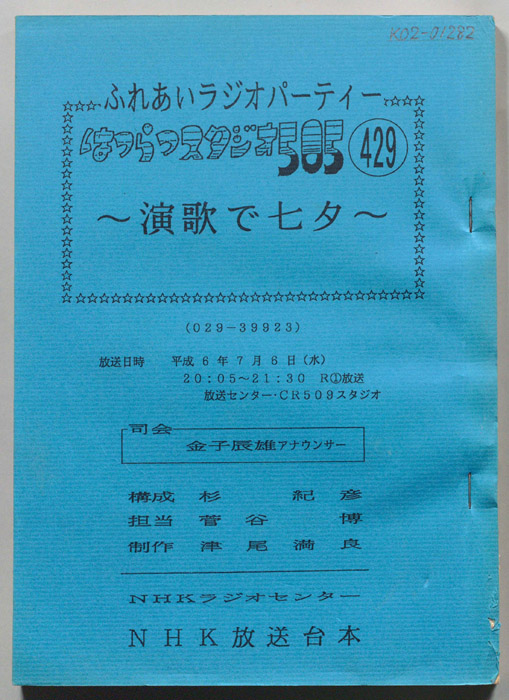 K02-01282
ふれあいラジオパーティー
はつらつスタジオ505 429
～演歌で七夕～
(029-39923)
放送日時 平成6年7月6日(水)
20:05～21:30 R①放送
放送センター・CR509スタジオ
司会
金子辰雄アナウンサー
構成 杉 紀彦
担当 菅谷 博
制作 津尾満良
NHKラジオセンター
NHK放送台本